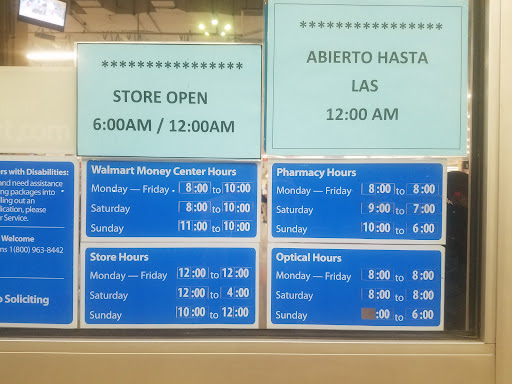 ****************
STORE OPEN
6:00AM / 12:00AM
****************
ABIERTO HASTA
LAS
12:00 AM
rs with Disabilities:
and need assistance
ng packages into
lling out an
lication, please
r Service.
Welcome
ns 1(800) 963-8442
o Soliciting
Walmart Money Center Hours
Monday — Friday 8:00 to 10:00
Saturday 8:00 to 10:00
Sunday 11:00 to 10:00
Pharmacy Hours
Monday — Friday 8:00 to 8:00
Saturday 9:00 to 7:00
Sunday 10:00 to 6:00
Store Hours
Monday — Friday 12:00 to 12:00
Saturday 12:00 to 4:00
Sunday 10:00 to 12:00
Optical Hours
Monday — Friday 8:00 to 8:00
Saturday 8:00 to 8:00
Sunday :00 to 6:00